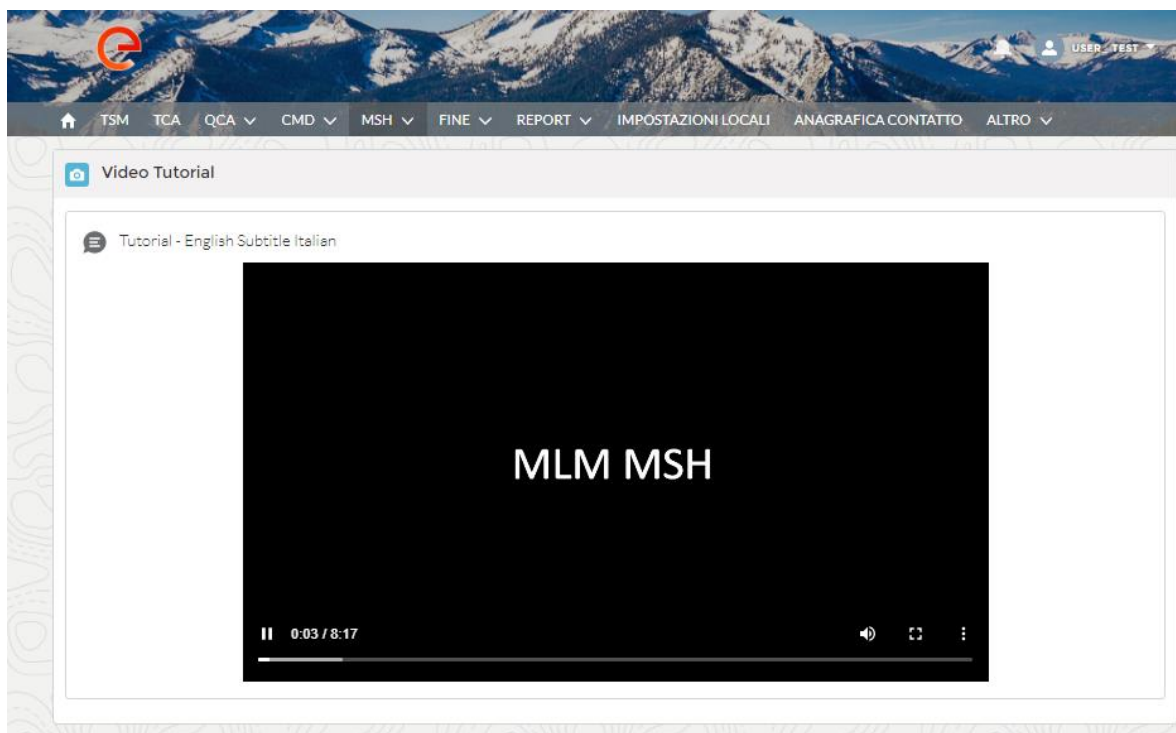 USER_TEST
TSM TCA QCA CMD MSH FINE REPORT IMPOSTAZIONI LOCALI ANAGRAFICA CONTATTO ALTRO
Video Tutorial
Tutorial - English Subtitle Italian
MLM MSH
0:03 / 8:17